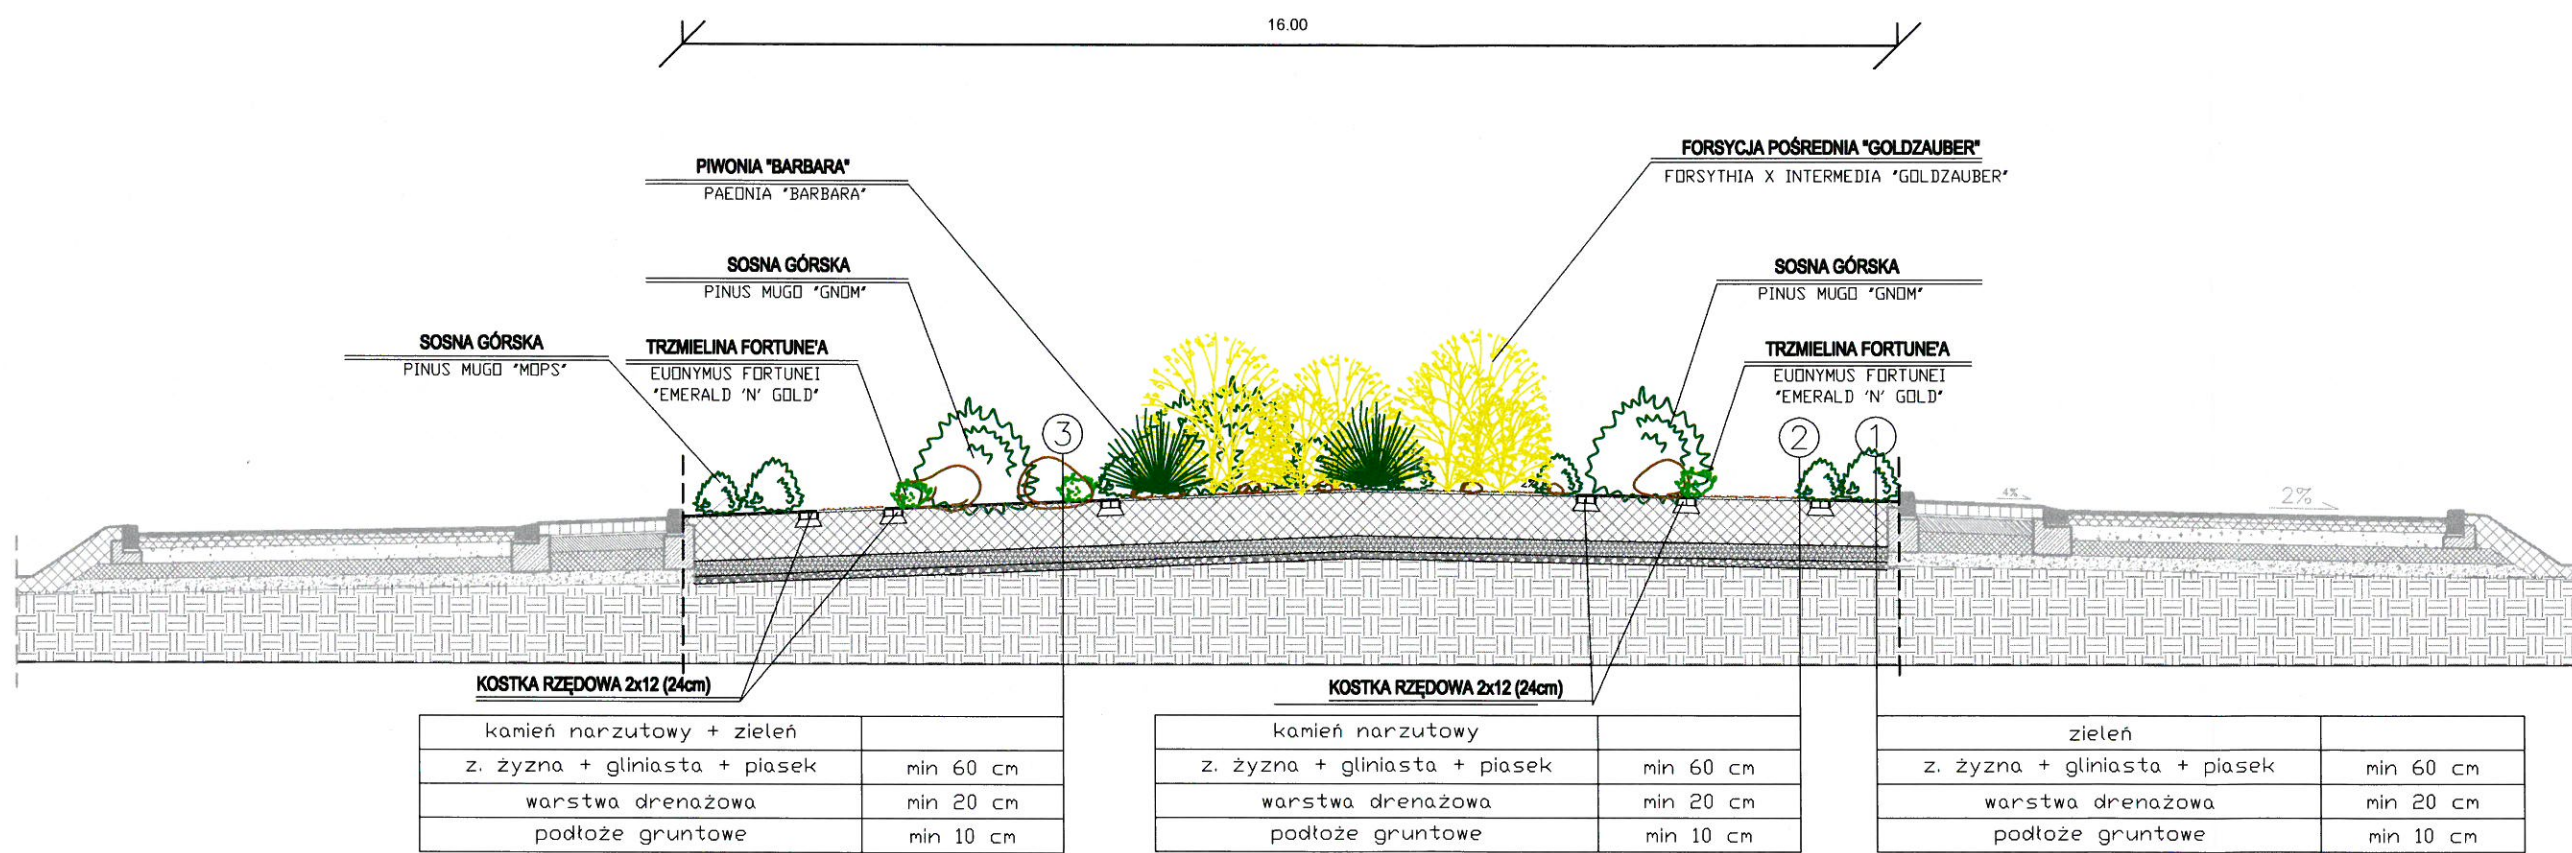 16.00
PIWONIA "BARBARA"
PAEONIA "BARBARA"
FORSYCJA POŚREDNIA "GOLDZAUBER"
FORSYTHIA X INTERMEDIA "GOLDZAUBER"
SOSNA GÓRSKA
PINUS MUGO "GNOM"
SOSNA GÓRSKA
PINUS MUGO "GNOM"
SOSNA GÓRSKA
PINUS MUGO "MOPS"
TRZMIELINA FORTUNE'A
EUONYMUS FORTUNEI
"EMERALD 'N' GOLD"
TRZMIELINA FORTUNE'A
EUONYMUS FORTUNEI
"EMERALD 'N' GOLD"
3
2
1
4%
2%
KOSTKA RZĘDOWA 2x12 (24cm)
KOSTKA RZĘDOWA 2x12 (24cm)
kamień narzutowy + zieleń
z. żyzna + gliniasta + piasek min 60 cm
warstwa drenażowa min 20 cm
podłoże gruntowe min 10 cm
kamień narzutowy
z. żyzna + gliniasta + piasek min 60 cm
warstwa drenażowa min 20 cm
podłoże gruntowe min 10 cm
zieleń
z. żyzna + gliniasta + piasek min 60 cm
warstwa drenażowa min 20 cm
podłoże gruntowe min 10 cm